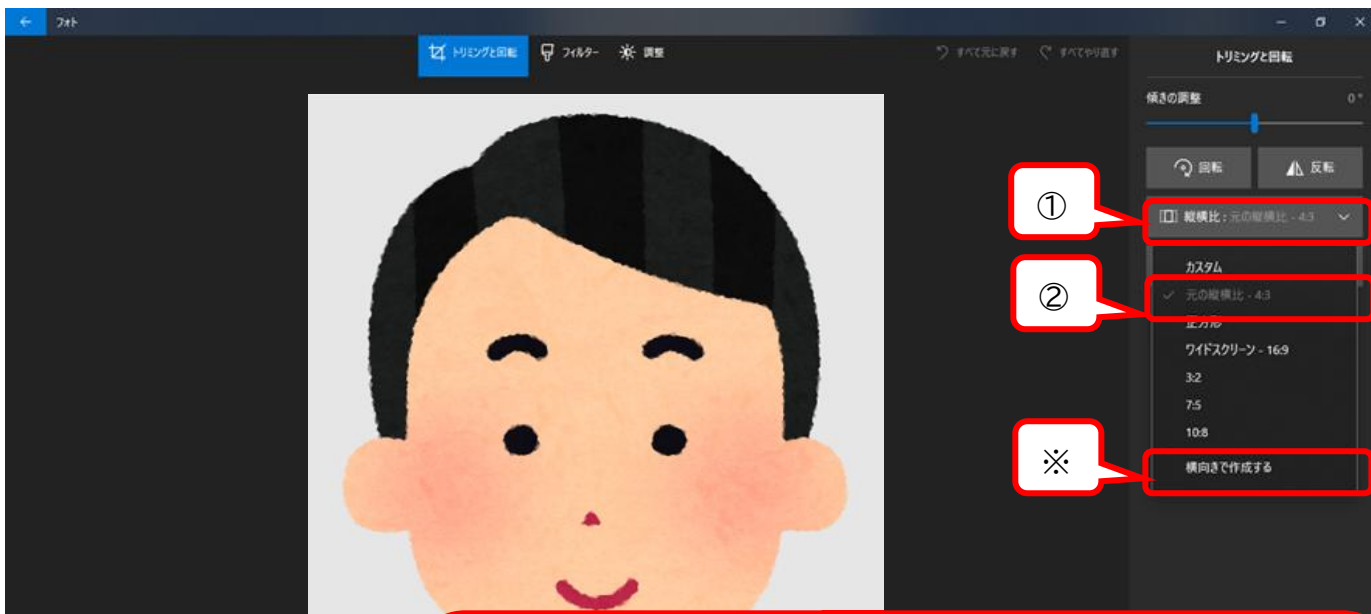 フォト
トリミングと回転 フィルター 調整 すべて元に戻す すべてやり直す
トリミングと回転
傾きの調整 0°
回転 反転
①
縦横比: 元の縦横比 - 4:3
カスタム
②
元の縦横比 - 4:3
正方形
ワイドスクリーン - 16:9
3:2
7:5
10:8
※
横向きで作成する